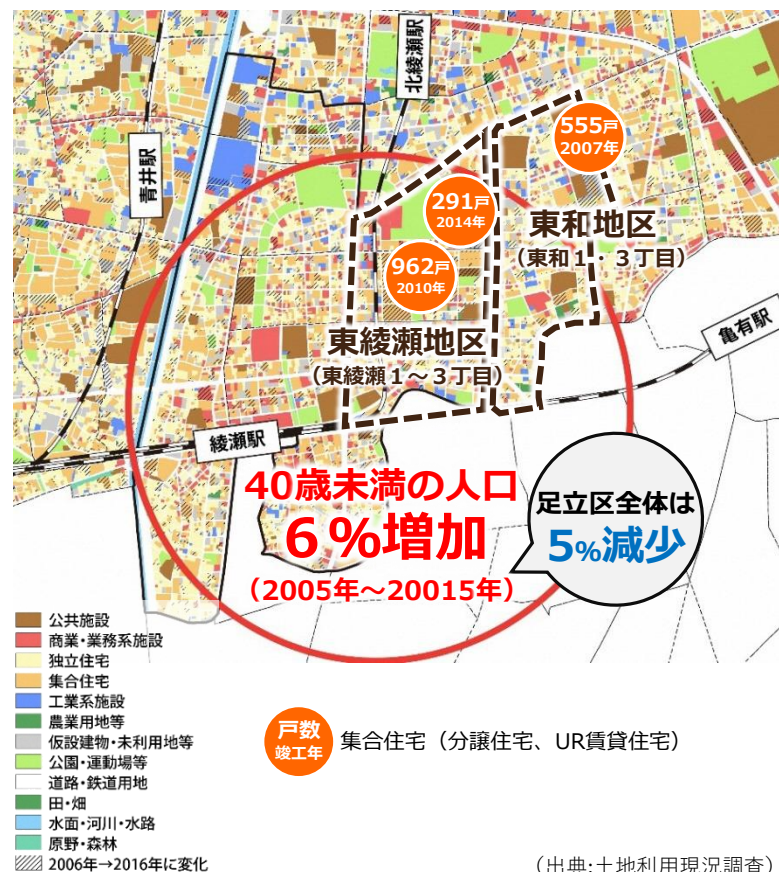 北綾瀬駅
青井駅
555戸
2007年
291戸
2014年
東和地区
（東和１・３丁目）
962戸
2010年
東綾瀬地区
（東綾瀬１～３丁目）
亀有駅
綾瀬駅
40歳未満の人口
６%増加
（2005年～20015年）
足立区全体は
5%減少
公共施設
商業・業務系施設
独立住宅
集合住宅
工業系施設
農業用地等
仮設建物・未利用地等
公園・運動場等
道路・鉄道用地
田・畑
水面・河川・水路
原野・森林
2006年→2016年に変化
戸数
竣工年
集合住宅（分譲住宅、UR賃貸住宅）
（出典:土地利用現況調査）